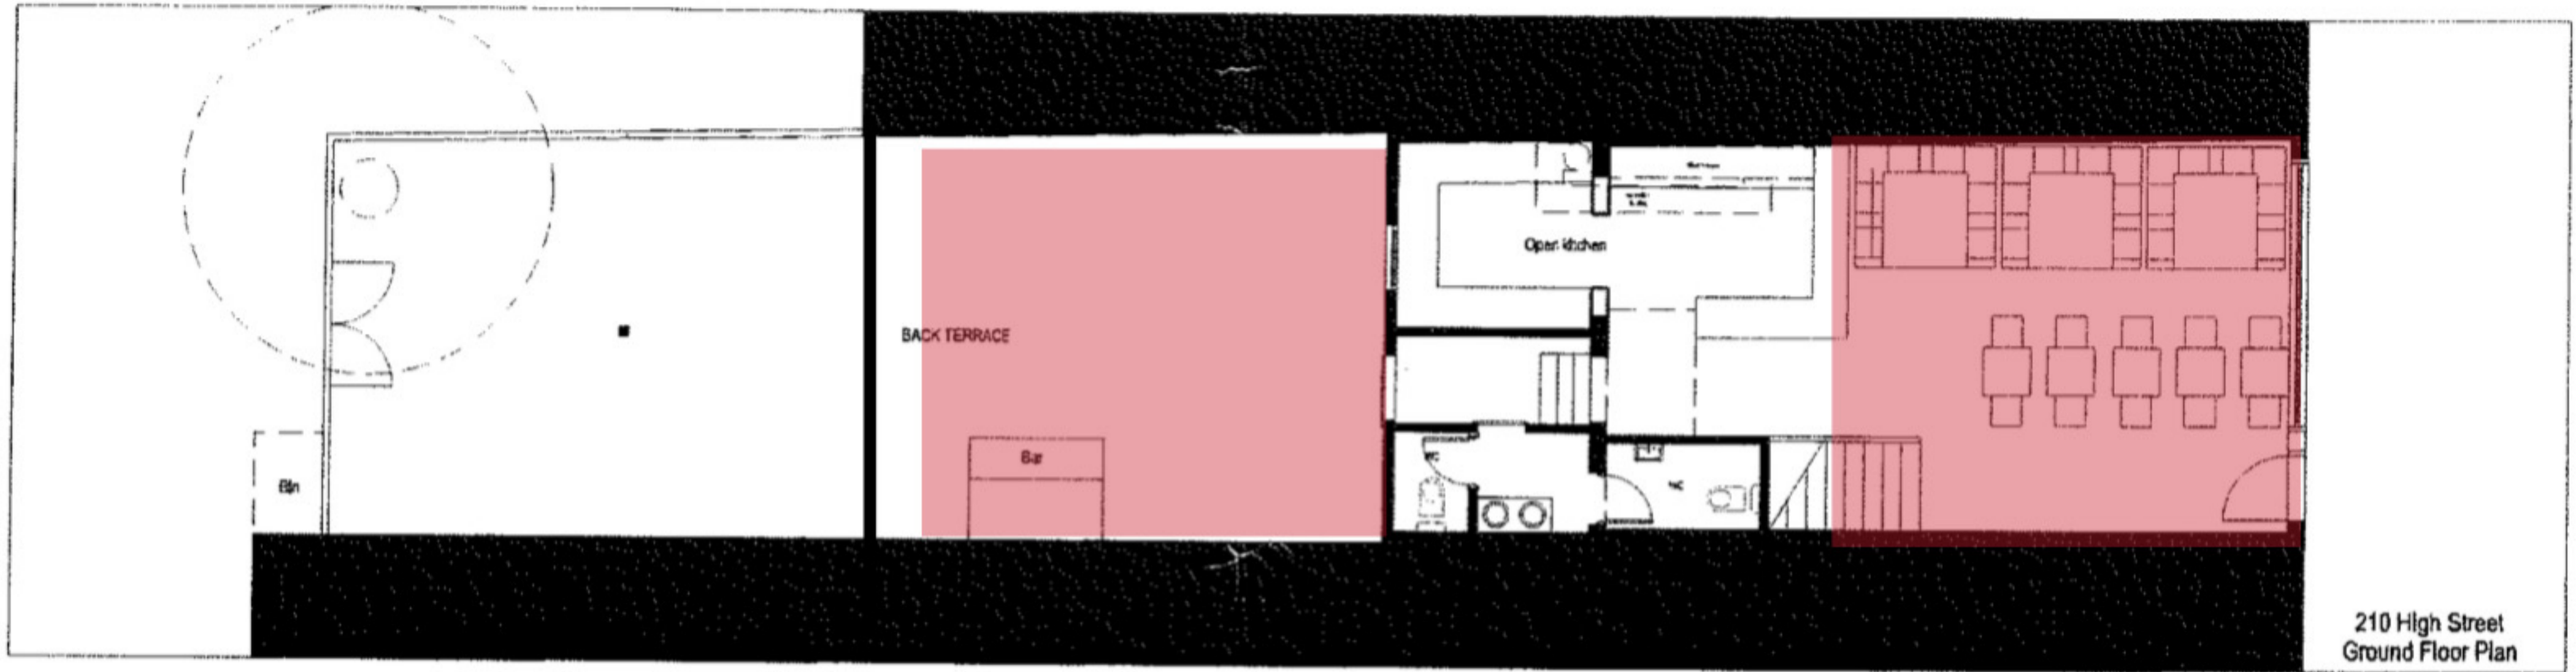 Open kitchen
BACK TERRACE
Bar
WC
Bin
210 High Street
Ground Floor Plan